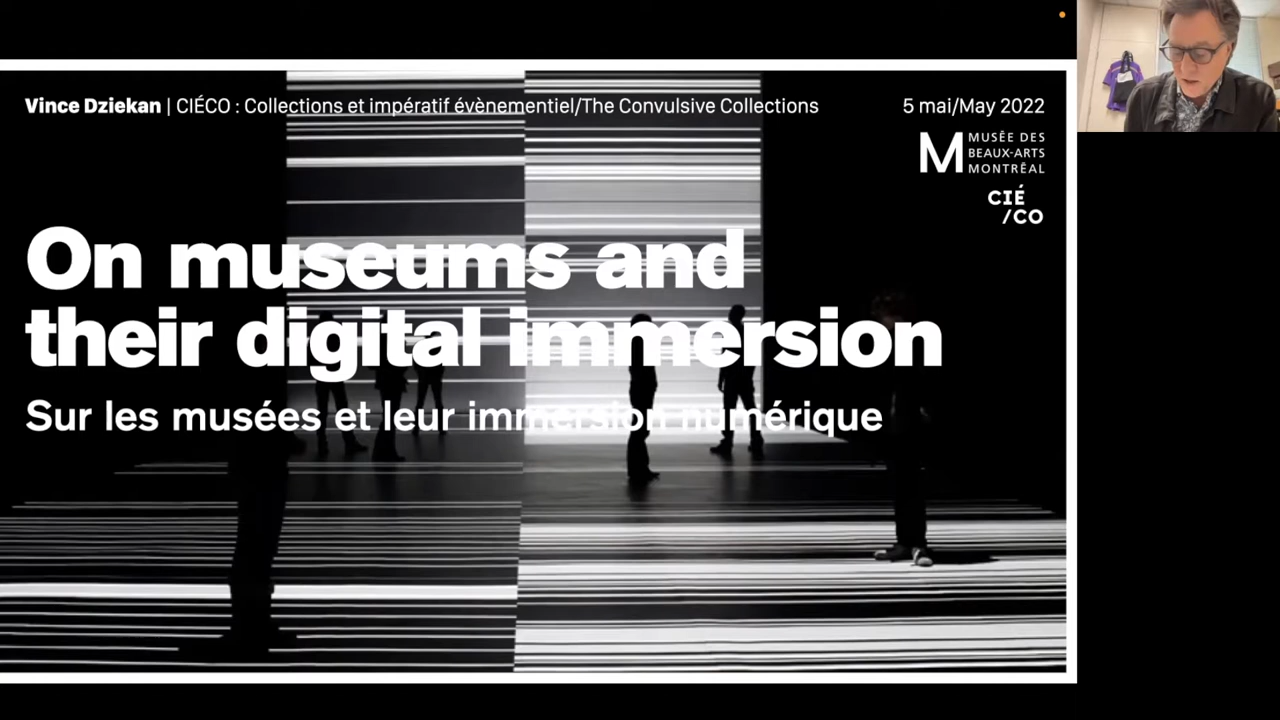 Vince Dziekan | CIÉCO : Collections et impératif évènementiel/The Convulsive Collections
5 mai/May 2022
M MUSÉE DES
BEAUX-ARTS
MONTRÉAL
CIÉ
/CO
On museums and
their digital immersion
Sur les musées et leur immersion numérique